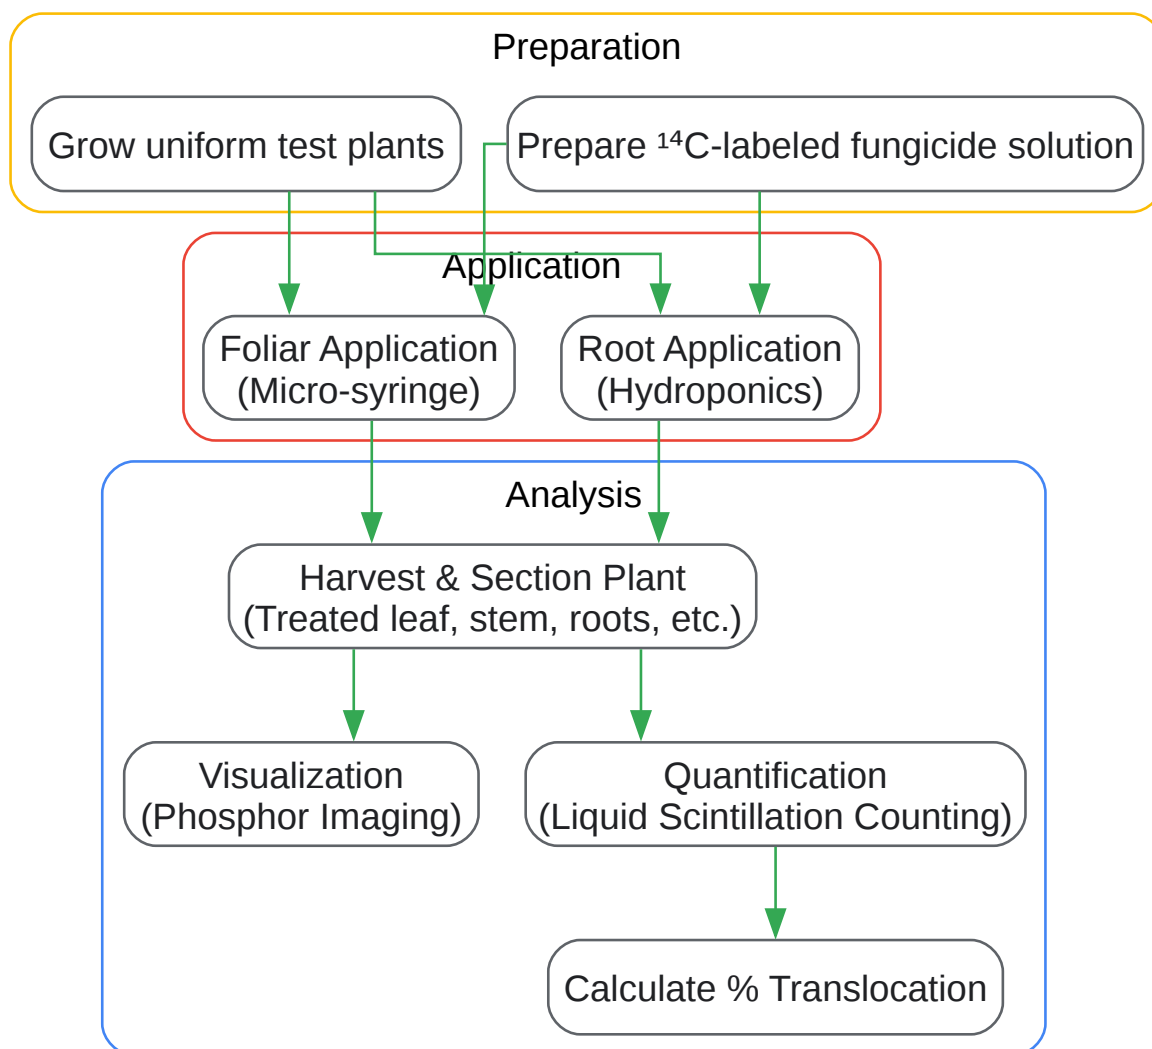 Preparation
Grow uniform test plants
Prepare ¹⁴C-labeled fungicide solution
Application
Foliar Application
(Micro-syringe)
Root Application
(Hydroponics)
Analysis
Harvest & Section Plant
(Treated leaf, stem, roots, etc.)
Visualization
(Phosphor Imaging)
Quantification
(Liquid Scintillation Counting)
Calculate % Translocation